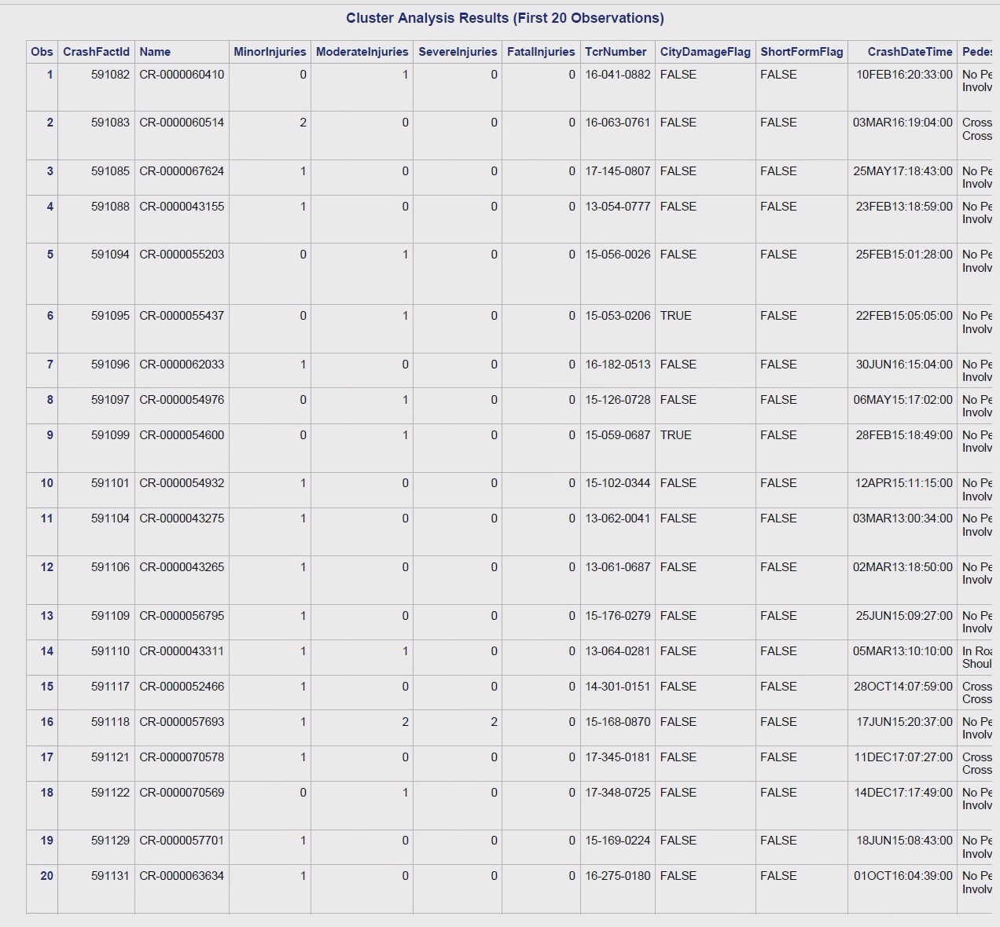 Cluster Analysis Results (First 20 Observations)
Obs CrashFactId Name MinorInjuries ModerateInjuries SevereInjuries FatalInjuries TcrNumber CityDamageFlag ShortFormFlag CrashDateTime Pedes
1 591082 CR-0000060410 0 1 0 0 16-041-0882 FALSE FALSE 10FEB16:20:33:00 No Pe
Involv
2 591083 CR-0000060514 2 0 0 0 16-063-0761 FALSE FALSE 03MAR16:19:04:00 Cross
Cross
3 591085 CR-0000067624 1 0 0 0 17-145-0807 FALSE FALSE 25MAY17:18:43:00 No Pe
Involv
4 591088 CR-0000043155 1 0 0 0 13-054-0777 FALSE FALSE 23FEB13:18:59:00 No Pe
Involv
5 591094 CR-0000055203 0 1 0 0 15-056-0026 FALSE FALSE 25FEB15:01:28:00 No Pe
Involv
6 591095 CR-0000055437 0 1 0 0 15-053-0206 TRUE FALSE 22FEB15:05:05:00 No Pe
Involv
7 591096 CR-0000062033 1 0 0 0 16-182-0513 FALSE FALSE 30JUN16:15:04:00 No Pe
Involv
8 591097 CR-0000054976 0 1 0 0 15-126-0728 FALSE FALSE 06MAY15:17:02:00 No Pe
Involv
9 591099 CR-0000054600 0 1 0 0 15-059-0687 TRUE FALSE 28FEB15:18:49:00 No Pe
Involv
10 591101 CR-0000054932 1 0 0 0 15-102-0344 FALSE FALSE 12APR15:11:15:00 No Pe
Involv
11 591104 CR-0000043275 1 0 0 0 13-062-0041 FALSE FALSE 03MAR13:00:34:00 No Pe
Involv
12 591106 CR-0000043265 1 0 0 0 13-061-0687 FALSE FALSE 02MAR13:18:50:00 No Pe
Involv
13 591109 CR-0000056795 1 0 0 0 15-176-0279 FALSE FALSE 25JUN15:09:27:00 No Pe
Involv
14 591110 CR-0000043311 1 1 0 0 13-064-0281 FALSE FALSE 05MAR13:10:10:00 In Roa
Shoul
15 591117 CR-0000052466 1 0 0 0 14-301-0151 FALSE FALSE 28OCT14:07:59:00 Cross
Cross
16 591118 CR-0000057693 1 2 2 0 15-168-0870 FALSE FALSE 17JUN15:20:37:00 No Pe
Involv
17 591121 CR-0000070578 1 0 0 0 17-345-0181 FALSE FALSE 11DEC17:07:27:00 Cross
Cross
18 591122 CR-0000070569 0 1 0 0 17-348-0725 FALSE FALSE 14DEC17:17:49:00 No Pe
Involv
19 591129 CR-0000057701 1 0 0 0 15-169-0224 FALSE FALSE 18JUN15:08:43:00 No Pe
Involv
20 591131 CR-0000063634 1 0 0 0 16-275-0180 FALSE FALSE 01OCT16:04:39:00 No Pe
Involv